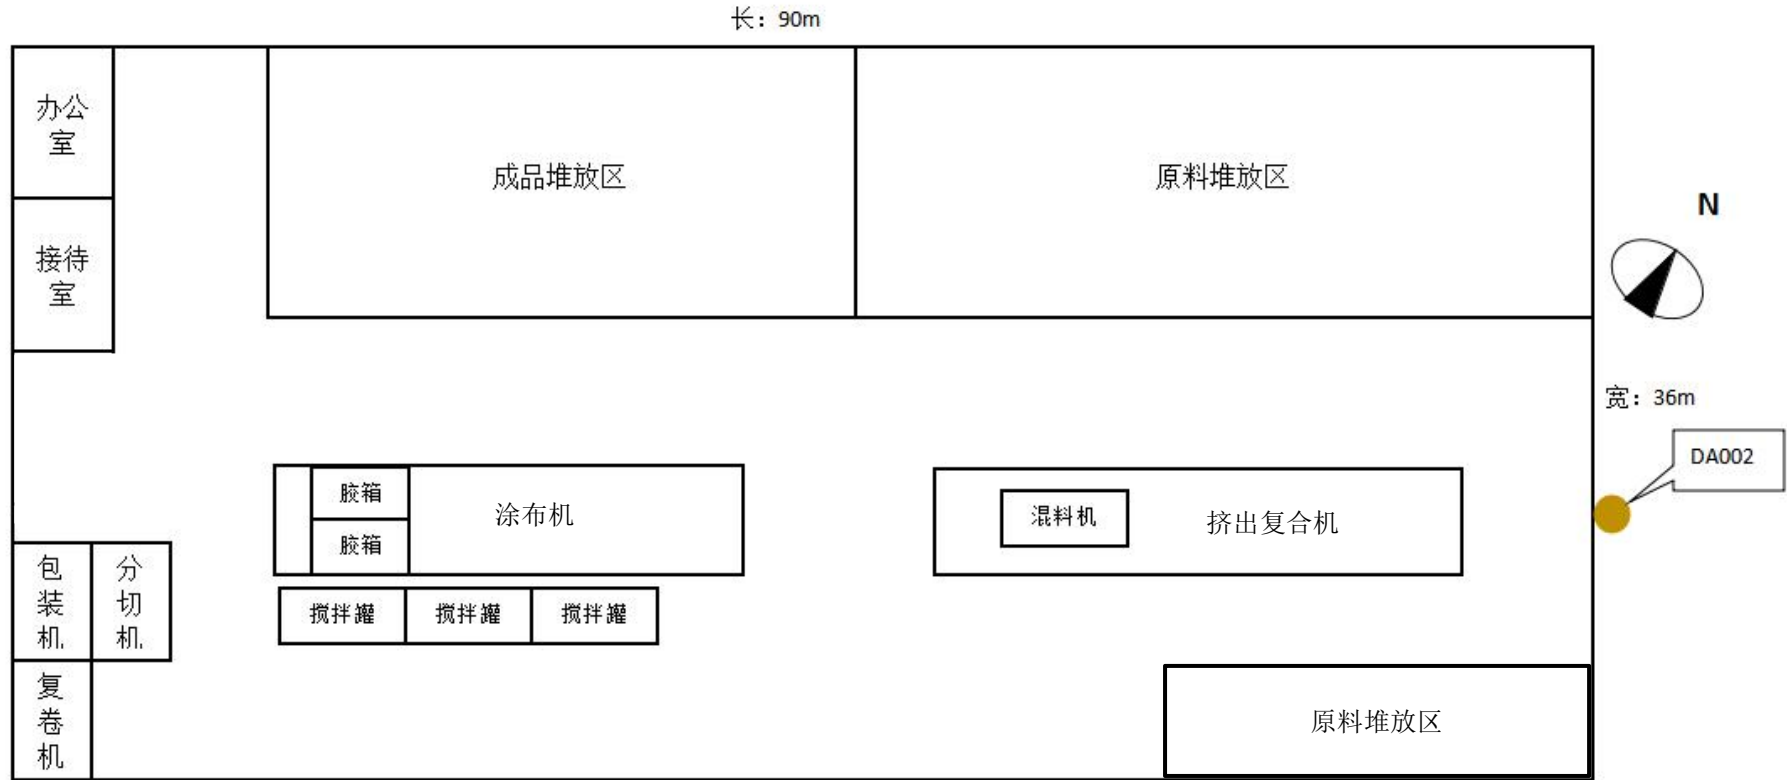 长：90m
办公
室
成品堆放区
原料堆放区
N
接待
室
宽：36m
DA002
胶箱
胶箱
涂布机
混料机
挤出复合机
包
装
机
分
切
机
搅拌罐
搅拌罐
搅拌罐
复
卷
机
原料堆放区